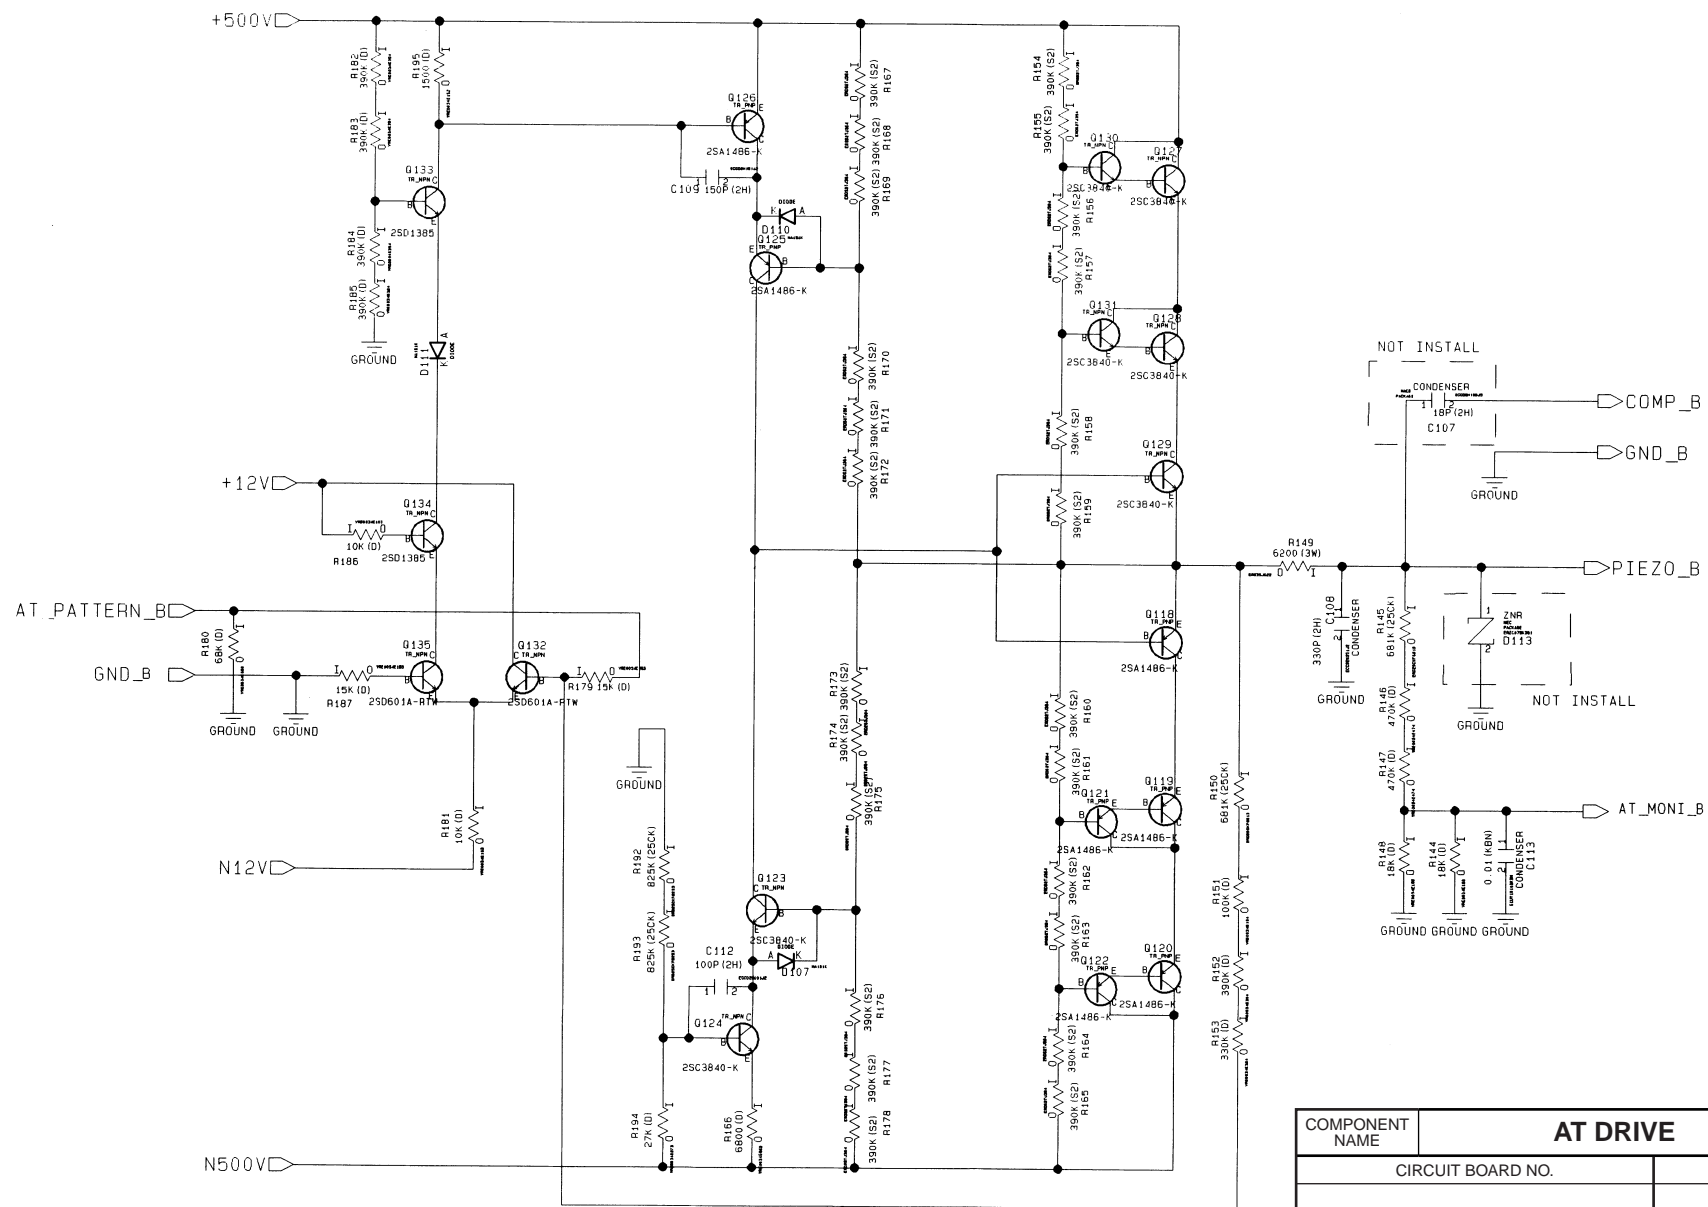 +500V
R182
390K (D)
R195
1500 (D)
R183
390K (D)
Q133
TR_NPN
C
B
E
2SD1385
R184
390K (D)
R185
390K (D)
GROUND
D111
A
K
DIODE
Q126
TR_PNP
E
B
C
2SA1486-K
C109 150P (2H)
DIODE
K
A
D110
Q125
TR_PNP
E
B
C
2SA1486-K
390K (S2)
R167
390K (S2)
R168
390K (S2)
R169
390K (S2)
R170
390K (S2)
R171
390K (S2)
R172
R154
390K (S2)
R155
390K (S2)
Q130
TR_NPN C
B
2SC3840-K
Q127
TR_NPN C
B
2SC3840-K
390K (S2)
R156
390K (S2)
R157
Q131
TR_NPN C
B
E
2SC3840-K
Q128
TR_NPN C
B
2SC3840-K
390K (S2)
R158
Q129
TR_NPN C
B
E
2SC3840-K
390K (S2)
R159
NOT INSTALL
CONDENSER
1
2
18P (2H)
C107
COMP_B
GND_B
GROUND
+12V
Q134
TR_NPN
C
B
E
10K (D)
2SD1385
R186
R149
6200 (3W)
O
I
PIEZO_B
AT_PATTERN_B
R180
68K (D)
GND_B
GROUND
GROUND
15K (D)
R187
Q135
TR_NPN
C
B
E
2SD601A-RTW
Q132
TR_NPN
C
B
E
2SD601A-RTW
R179 15K (D)
R181
10K (D)
N12V
GROUND
R192
825K (25CK)
R193
825K (25CK)
C112
100P (2H)
1
2
Q123
TR_NPN
C
B
E
2SC3840-K
DIODE
A
K
D107
Q124
TR_NPN C
B
E
2SC3840-K
R194
27K (D)
R166
6800 (D)
R173
390K (S2)
R174
390K (S2)
390K (S2)
R175
390K (S2)
R176
390K (S2)
R177
390K (S2)
R178
Q118
TR_PNP
E
B
C
2SA1486-K
390K (S2)
R160
390K (S2)
R161
Q121
TR_PNP
E
B
C
2SA1486-K
Q119
TR_PNP
E
B
C
2SA1486-K
390K (S2)
R162
390K (S2)
R163
Q122
TR_PNP
E
B
C
2SA1486-K
Q120
TR_PNP
E
B
C
2SA1486-K
390K (S2)
R164
390K (S2)
R165
R150
681K (25CK)
R151
100K (D)
R152
390K (D)
R153
330K (D)
C108
330P (2H)
CONDENSER
GROUND
R145
681K (25CK)
R146
470K (D)
R147
470K (D)
1
ZNR
D113
2
GROUND
NOT INSTALL
AT_MONI_B
R148
18K (D)
R144
18K (D)
0.01 (KBN)
CONDENSER
C113
GROUND GROUND GROUND
N500V
COMPONENT
NAME
AT DRIVE
CIRCUIT BOARD NO.